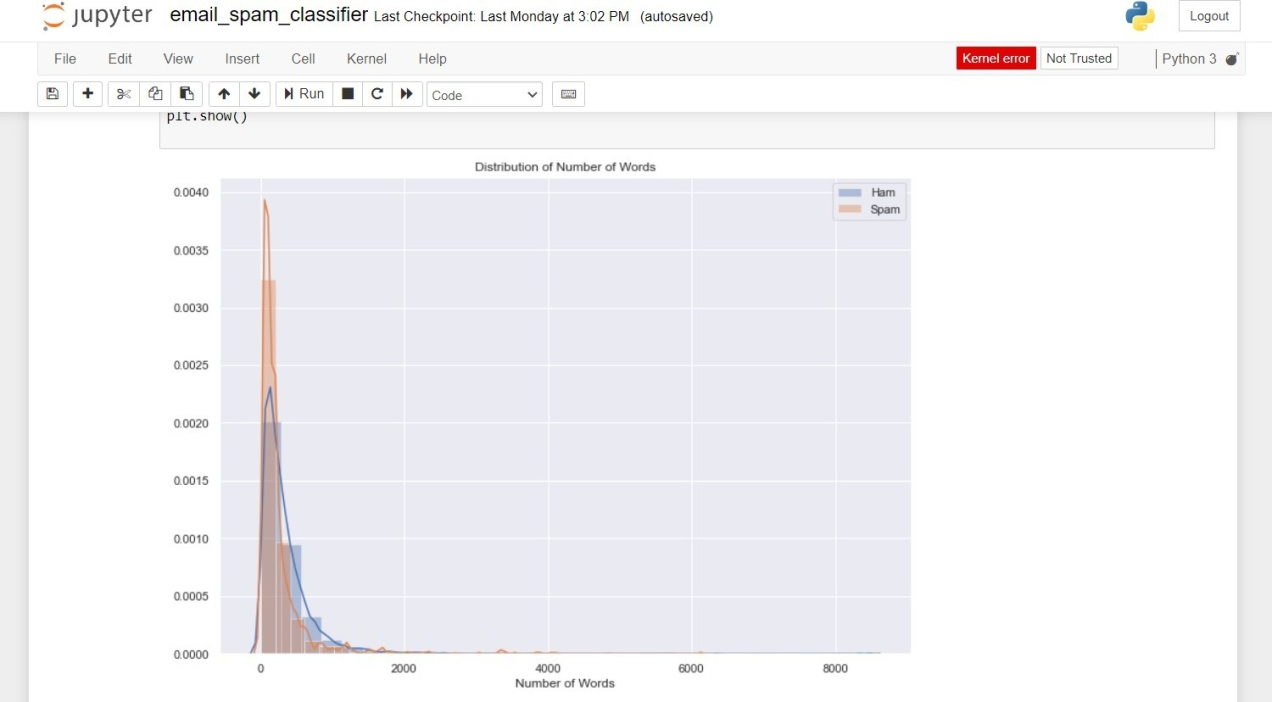 jupyter email_spam_classifier Last Checkpoint: Last Monday at 3:02 PM (autosaved) Logout
File Edit View Insert Cell Kernel Help Kernel error Not Trusted Python 3
Run Code
plt.show()
Distribution of Number of Words
Ham
Spam
0.0040
0.0035
0.0030
0.0025
0.0020
0.0015
0.0010
0.0005
0.0000
0 2000 4000 6000 8000
Number of Words